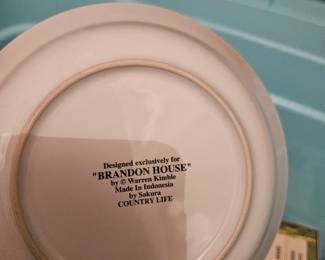 Designed exclusively for
"BRANDON HOUSE"
by © Warren Kimble
Made In Indonesia
by Sakura
COUNTRY LIFE